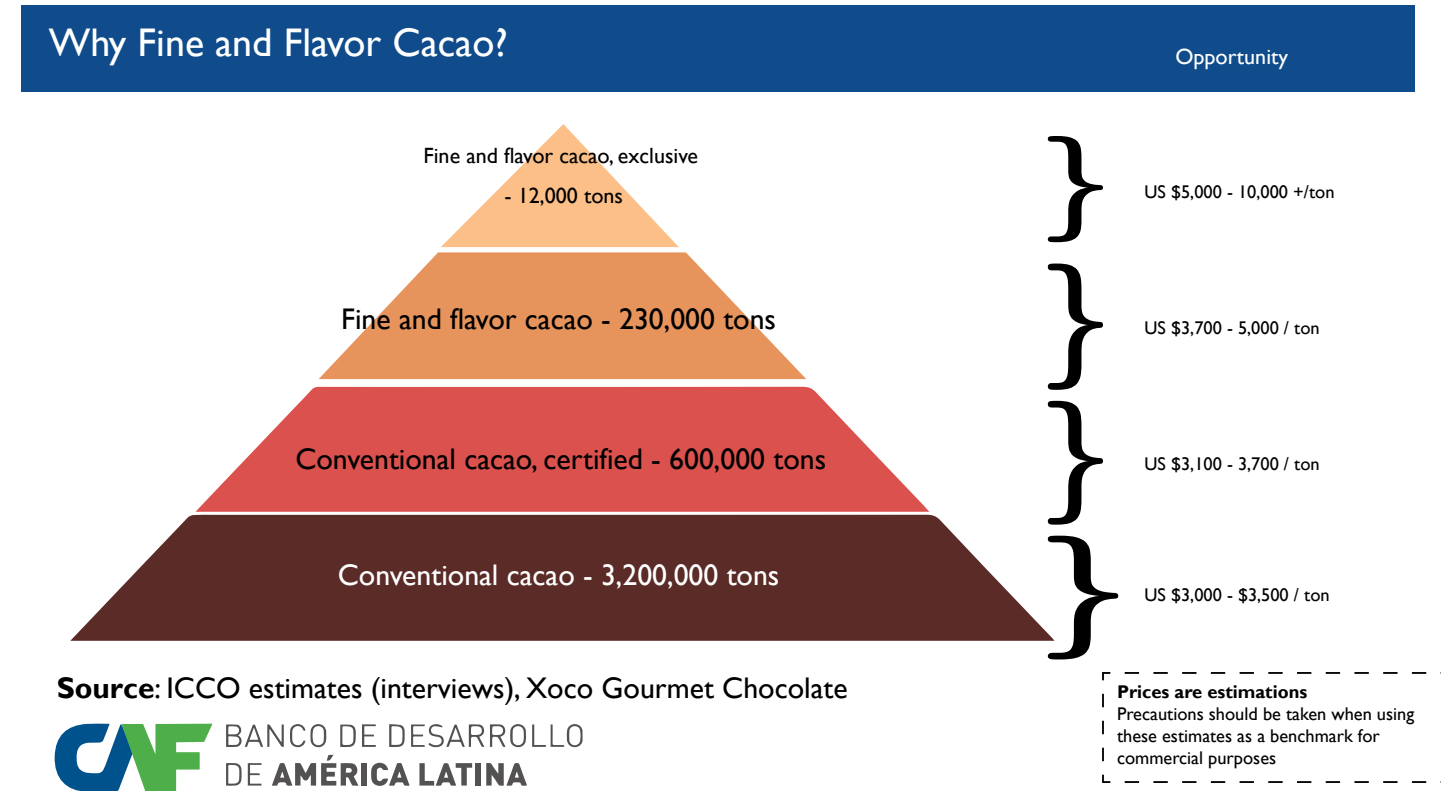 Why Fine and Flavor Cacao?
Opportunity
Fine and flavor cacao, exclusive
- 12,000 tons
US $5,000 - 10,000 +/ton
Fine and flavor cacao - 230,000 tons
US $3,700 - 5,000 / ton
Conventional cacao, certified - 600,000 tons
US $3,100 - 3,700 / ton
Conventional cacao - 3,200,000 tons
US $3,000 - $3,500 / ton
Source: ICCO estimates (interviews), Xoco Gourmet Chocolate
Prices are estimations
Precautions should be taken when using
these estimates as a benchmark for
commercial purposes
CAF
BANCO DE DESARROLLO
DE AMÉRICA LATINA